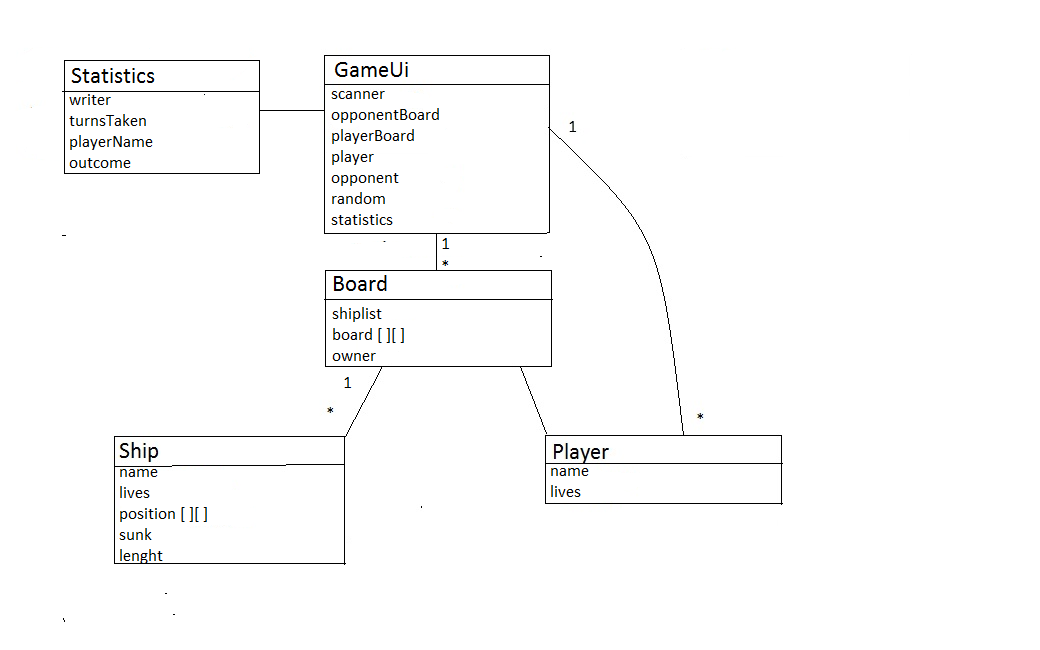 Statistics
writer
turnsTaken
playerName
outcome
GameUi
scanner
opponentBoard
playerBoard
player
opponent
random
statistics
1
1
*
Board
shiplist
board [ ][ ]
owner
1
*
*
Ship
name
lives
position [ ][ ]
sunk
lenght
Player
name
lives